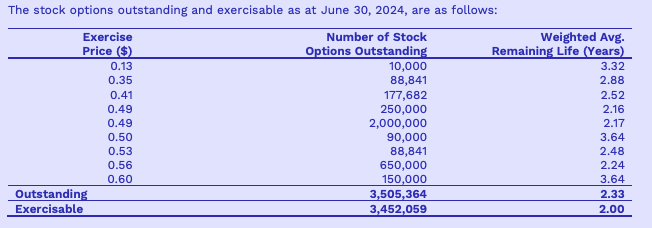 The stock options outstanding and exercisable as at June 30, 2024, are as follows:
Exercise Number of Stock Weighted Avg.
Price ($) Options Outstanding Remaining Life (Years)
0.13 10,000 3.32
0.35 88,841 2.88
0.41 177,682 2.52
0.49 250,000 2.16
0.49 2,000,000 2.17
0.50 90,000 3.64
0.53 88,841 2.48
0.56 650,000 2.24
0.60 150,000 3.64
Outstanding 3,505,364 2.33
Exercisable 3,452,059 2.00